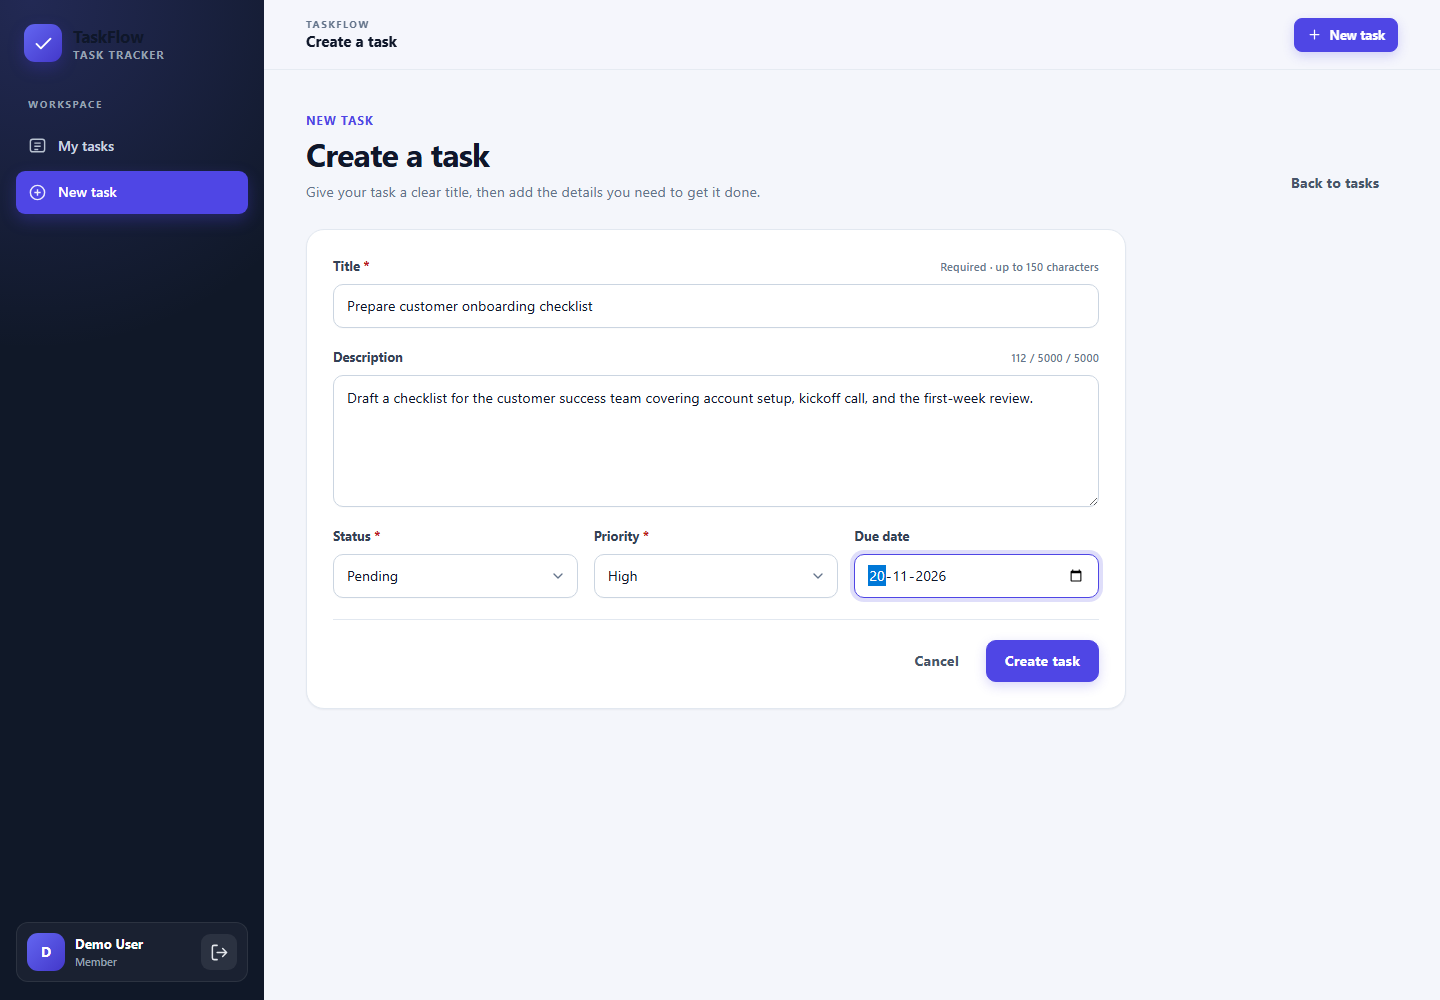 TaskFlow
TASK TRACKER
WORKSPACE
My tasks
New task
D
Demo User
Member
TASKFLOW
Create a task
New task
NEW TASK
Create a task
Give your task a clear title, then add the details you need to get it done.
Back to tasks
Title *
Required · up to 150 characters
Prepare customer onboarding checklist
Description
112 / 5000 / 5000
Draft a checklist for the customer success team covering account setup, kickoff call, and the first-week review.
Status *
Priority *
Due date
Pending
High
20-11-2026
Cancel
Create task